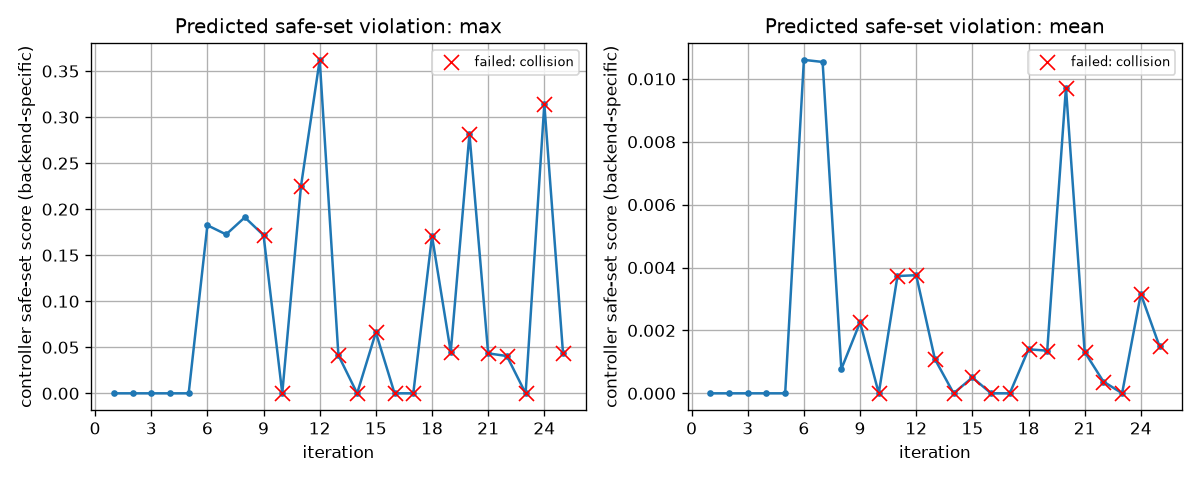 Predicted safe-set violation: max
controller safe-set score (backend-specific)
0.35
0.30
0.25
0.20
0.15
0.10
0.05
0.00
failed: collision
0 3 6 9 12 15 18 21 24
iteration
Predicted safe-set violation: mean
controller safe-set score (backend-specific)
0.010
0.008
0.006
0.004
0.002
0.000
failed: collision
0 3 6 9 12 15 18 21 24
iteration